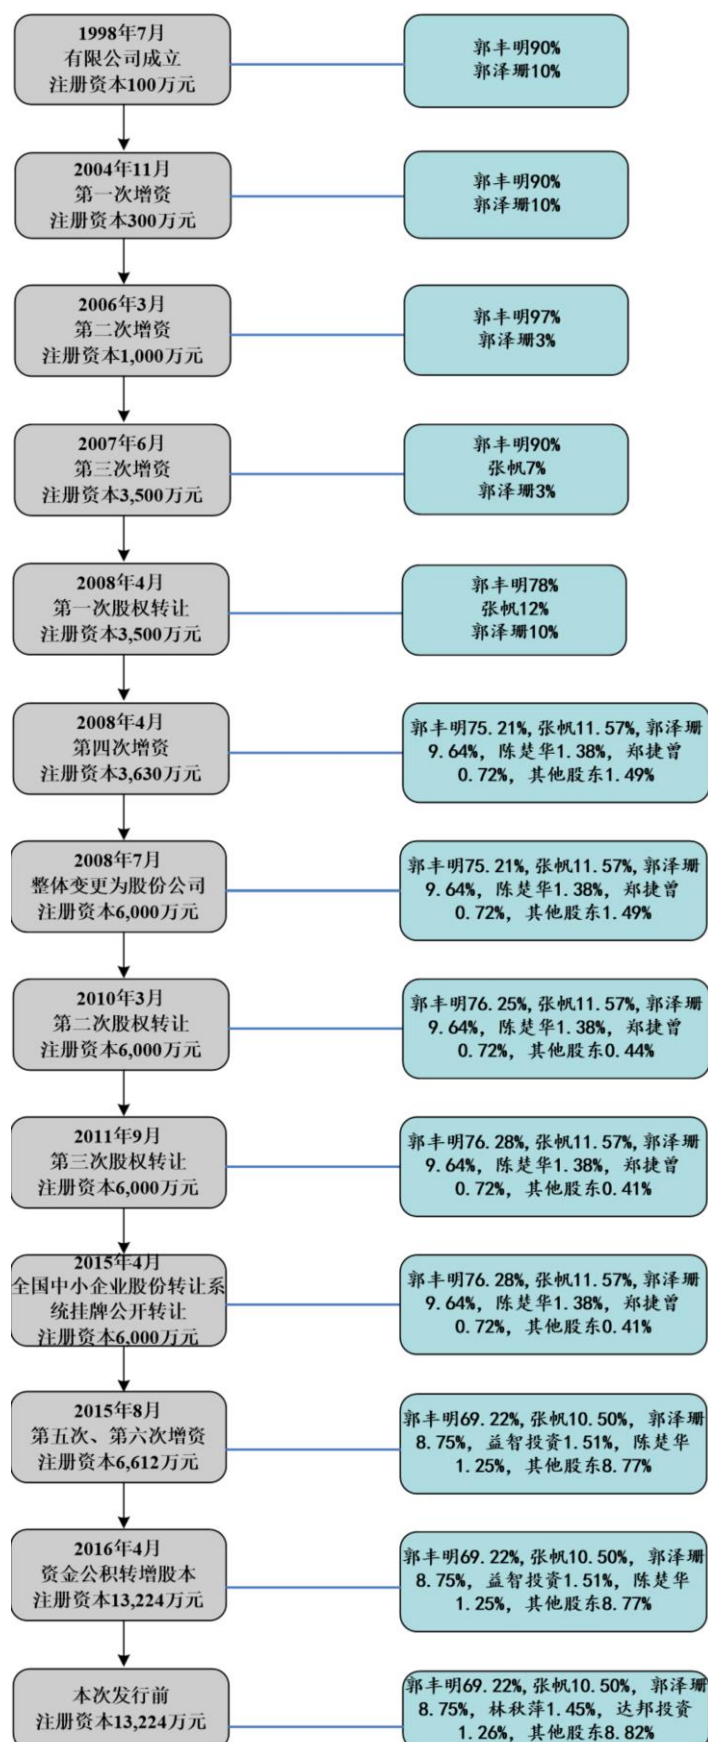 1998年7月
有限公司成立
注册资本100万元
郭丰明90%
郭泽珊10%
2004年11月
第一次增资
注册资本300万元
郭丰明90%
郭泽珊10%
2006年3月
第二次增资
注册资本1,000万元
郭丰明97%
郭泽珊3%
2007年6月
第三次增资
注册资本3,500万元
郭丰明90%
张帆7%
郭泽珊3%
2008年4月
第一次股权转让
注册资本3,500万元
郭丰明78%
张帆12%
郭泽珊10%
2008年4月
第四次增资
注册资本3,630万元
郭丰明75.21%,张帆11.57%,郭泽珊
9.64%, 陈楚华1.38%, 郑捷曾
0.72%, 其他股东1.49%
2008年7月
整体变更为股份公司
注册资本6,000万元
郭丰明75.21%,张帆11.57%,郭泽珊
9.64%, 陈楚华1.38%, 郑捷曾
0.72%, 其他股东1.49%
2010年3月
第二次股权转让
注册资本6,000万元
郭丰明76.25%,张帆11.57%,郭泽珊
9.64%, 陈楚华1.38%, 郑捷曾
0.72%, 其他股东0.44%
2011年9月
第三次股权转让
注册资本6,000万元
郭丰明76.28%,张帆11.57%,郭泽珊
9.64%, 陈楚华1.38%, 郑捷曾
0.72%, 其他股东0.41%
2015年4月
全国中小企业股份转让系
统挂牌公开转让
注册资本6,000万元
郭丰明76.28%,张帆11.57%,郭泽珊
9.64%, 陈楚华1.38%, 郑捷曾
0.72%, 其他股东0.41%
2015年8月
第五次、第六次增资
注册资本6,612万元
郭丰明69.22%,张帆10.50%, 郭泽珊
8.75%, 益智投资1.51%, 陈楚华
1.25%, 其他股东8.77%
2016年4月
资金公积转增股本
注册资本13,224万元
郭丰明69.22%,张帆10.50%, 郭泽珊
8.75%, 益智投资1.51%, 陈楚华
1.25%, 其他股东8.77%
本次发行前
注册资本13,224万元
郭丰明69.22%,张帆10.50%, 郭泽珊
8.75%, 林秋萍1.45%, 达邦投资
1.26%, 其他股东8.82%